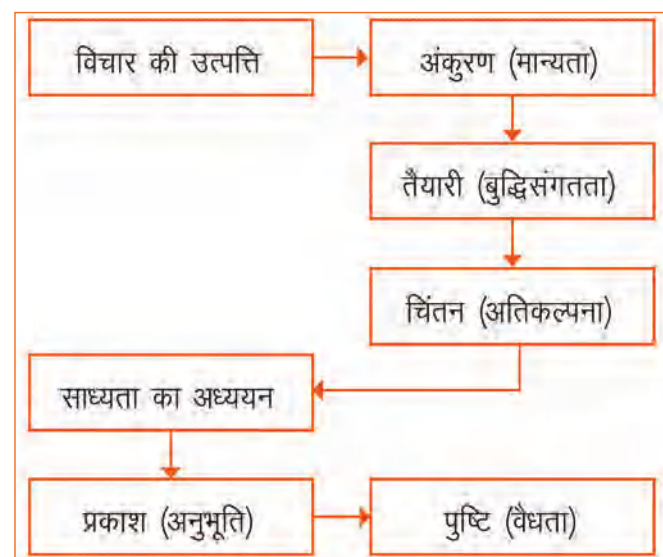 विचार की उत्पत्ति
अंकुरण (मान्यता)
तैयारी (बुद्धिसंगतता)
चिंतन (अतिकल्पना)
साध्यता का अध्ययन
प्रकाश (अनुभूति)
पुष्टि (वैधता)